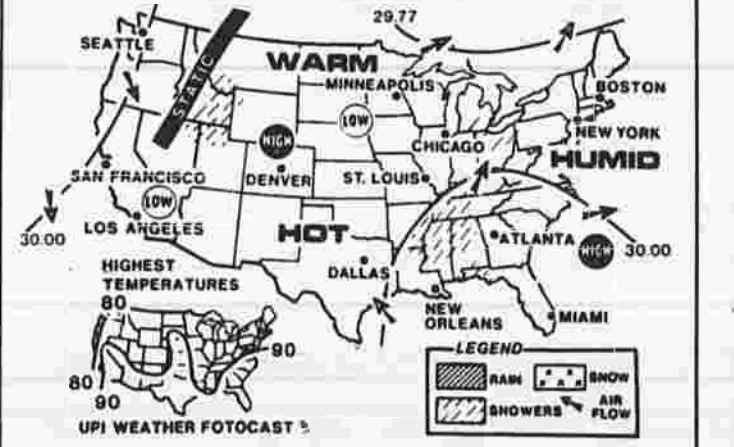 29.77
SEATTLE
STATIC
WARM
MINNEAPOLIS
BOSTON
LOW
HIGH
CHICAGO
NEW YORK
HUMID
SAN FRANCISCO
DENVER
ST. LOUIS
LOW
30.00
LOS ANGELES
HOT
ATLANTA
HIGH
30.00
HIGHEST
TEMPERATURES
DALLAS
80
NEW
ORLEANS
MIAMI
90
80
90
LEGEND
RAIN
SNOW
SHOWERS
AIR
FLOW
UPI WEATHER FOTOCAST